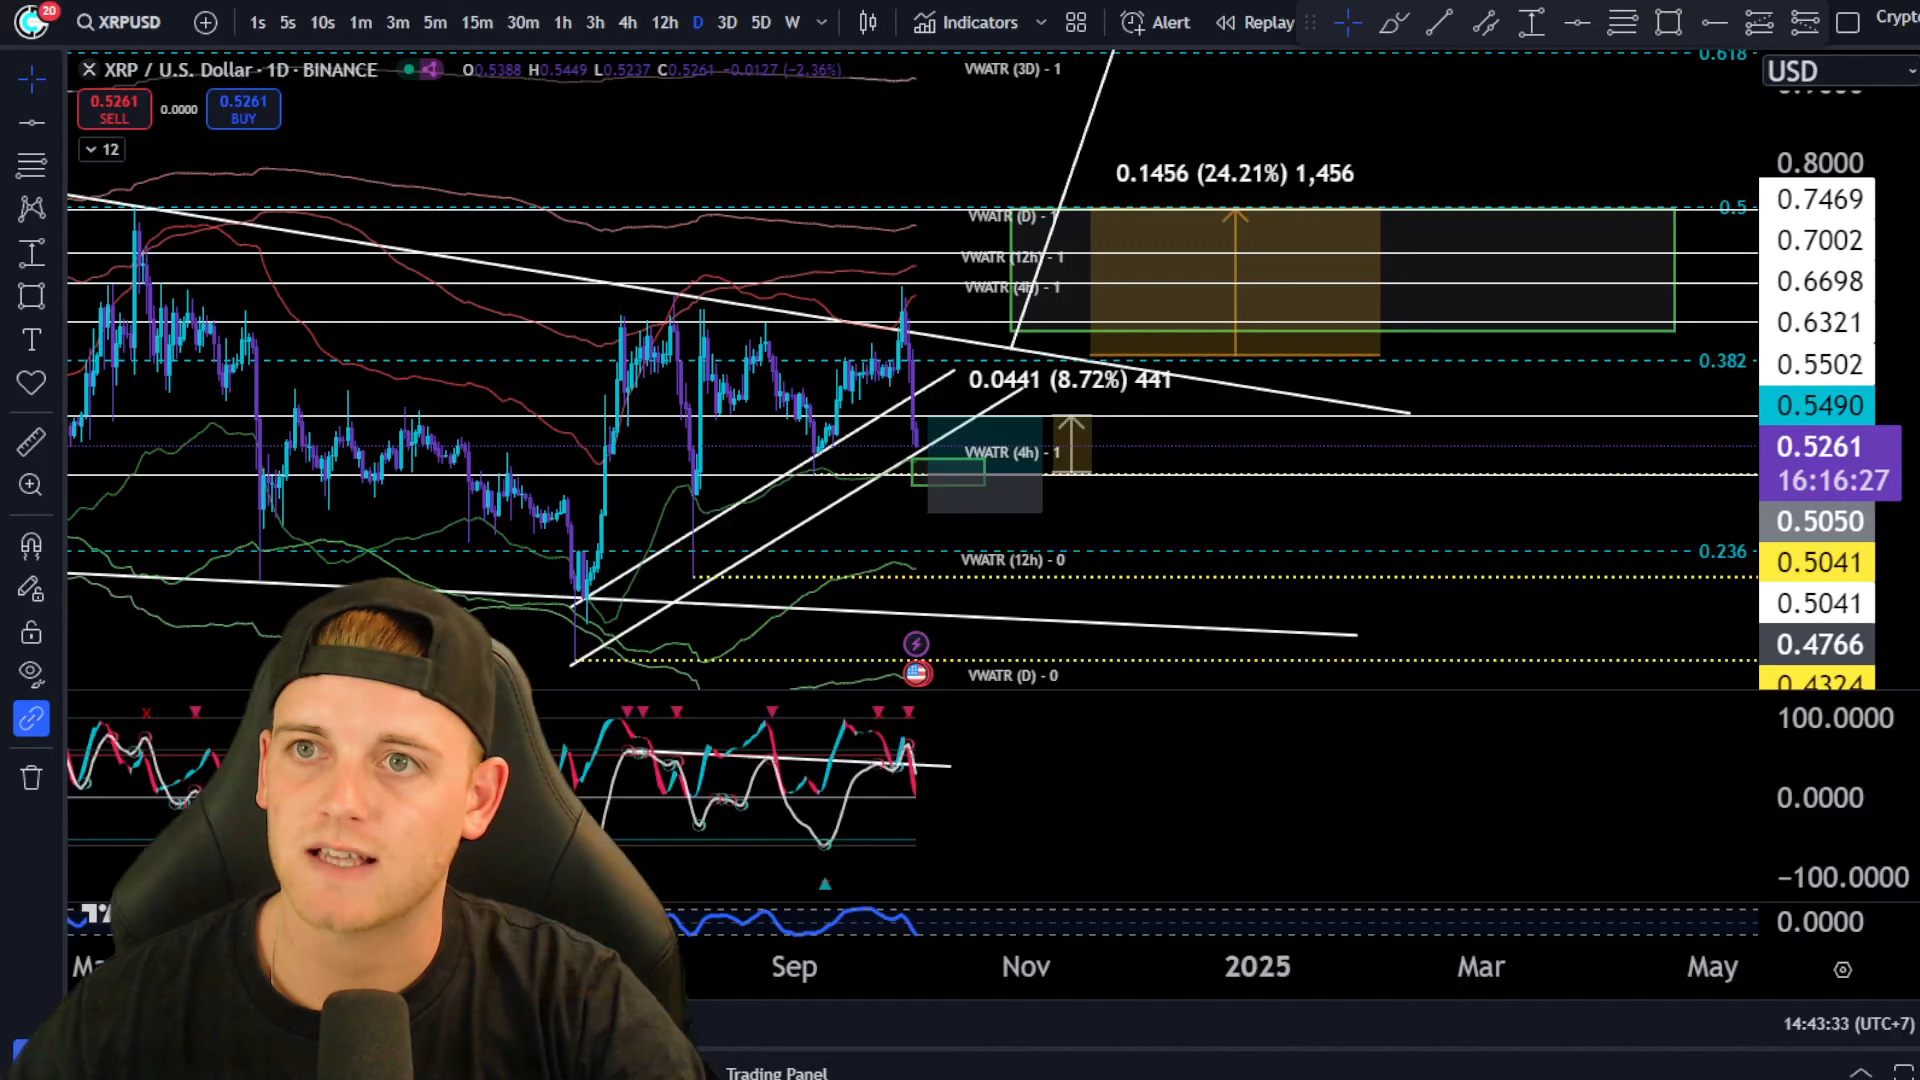 20
XRPUSD
1s 5s 10s 1m 3m 5m 15m 30m 1h 3h 4h 12h D 3D 5D W
Indicators
Alert
Replay
Crypto
XRP / U.S. Dollar · 1D · BINANCE
O0.5388 H0.5449 L0.5237 C0.5261 −0.0127 (−2.36%)
VWATR (3D) - 1
0.618
USD
0.5261
SELL
0.0000
0.5261
BUY
12
0.8000
0.1456 (24.21%) 1,456
0.7469
VWATR (D) - 1
0.5
0.7002
VWATR (12h) - 1
VWATR (4h) - 1
0.6698
0.6321
0.382
0.5502
0.0441 (8.72%) 441
0.5490
0.5261
VWATR (4h) - 1
16:16:27
0.5050
0.236
VWATR (12h) - 0
0.5041
0.5041
0.4766
VWATR (D) - 0
0.4324
100.0000
0.0000
−100.0000
0.0000
Sep
Nov
2025
Mar
May
14:43:33 (UTC+7)
Trading Panel